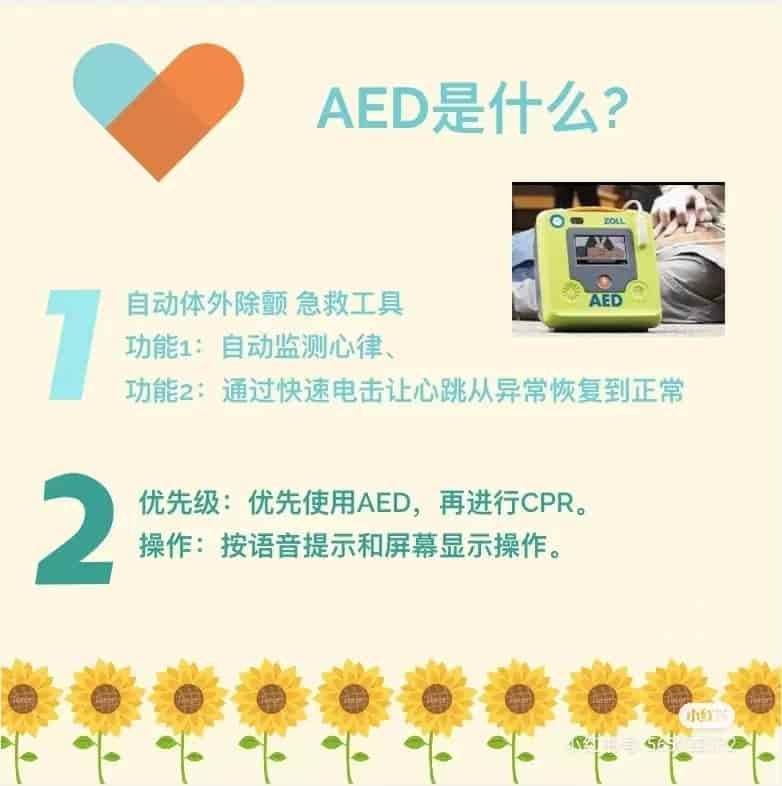 AED是什么？
ZOLL
AED
1
自动体外除颤 急救工具
功能1：自动监测心律、
功能2：通过快速电击让心跳从异常恢复到正常
2
优先级：优先使用AED，再进行CPR。
操作：按语音提示和屏幕显示操作。
小红书